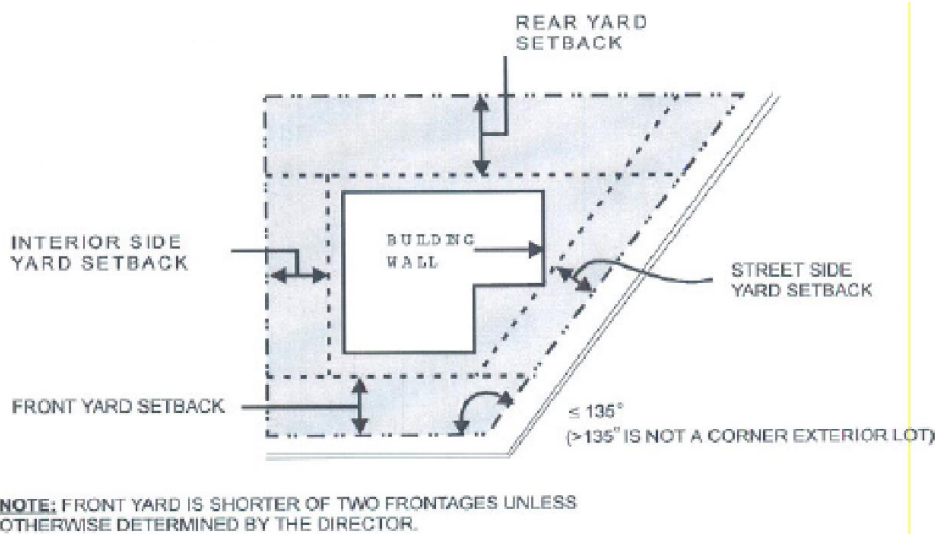 REAR YARD
SETBACK
INTERIOR SIDE
YARD SETBACK
BUILDING
WALL
STREET SIDE
YARD SETBACK
FRONT YARD SETBACK
≤ 135°
(>135° IS NOT A CORNER EXTERIOR LOT)
NOTE: FRONT YARD IS SHORTER OF TWO FRONTAGES UNLESS
OTHERWISE DETERMINED BY THE DIRECTOR.